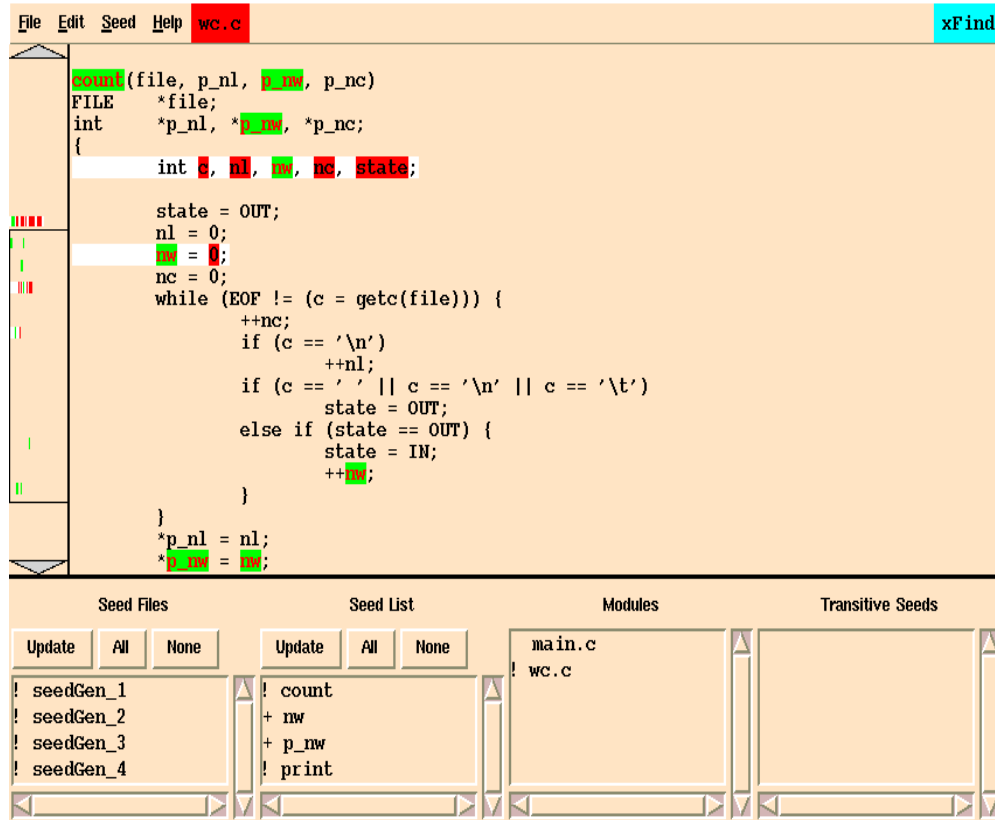 File Edit Seed Help wc.c xFind
count(file, p_nl, p_nw, p_nc)
FILE *file;
int *p_nl, *p_nw, *p_nc;
{
int c, nl, nw, nc, state;
state = OUT;
nl = 0;
nw = 0;
nc = 0;
while (EOF != (c = getc(file))) {
++nc;
if (c == '\n')
++nl;
if (c == ' ' || c == '\n' || c == '\t')
state = OUT;
else if (state == OUT) {
state = IN;
++nw;
}
}
*p_nl = nl;
*p_nw = nw;
Seed Files Seed List Modules Transitive Seeds
Update All None Update All None
main.c
! wc.c
! seedGen_1
! seedGen_2
! seedGen_3
! seedGen_4
! count
+ nw
+ p_nw
! print